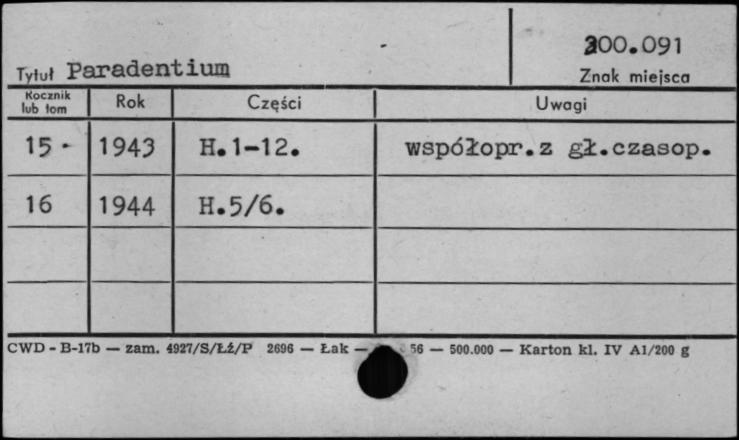 200.091
Tytuł Paradentium
Znak miejsca
Rocznik lub tom Rok Części Uwagi
15 1943 H.1-12. współopr.z gł.czasop.
16 1944 H.5/6.
CWD - B-17b — zam. 4927/S/Łź/P 2696 — Łak — 56 — 500.000 — Karton kl. IV A1/200 g